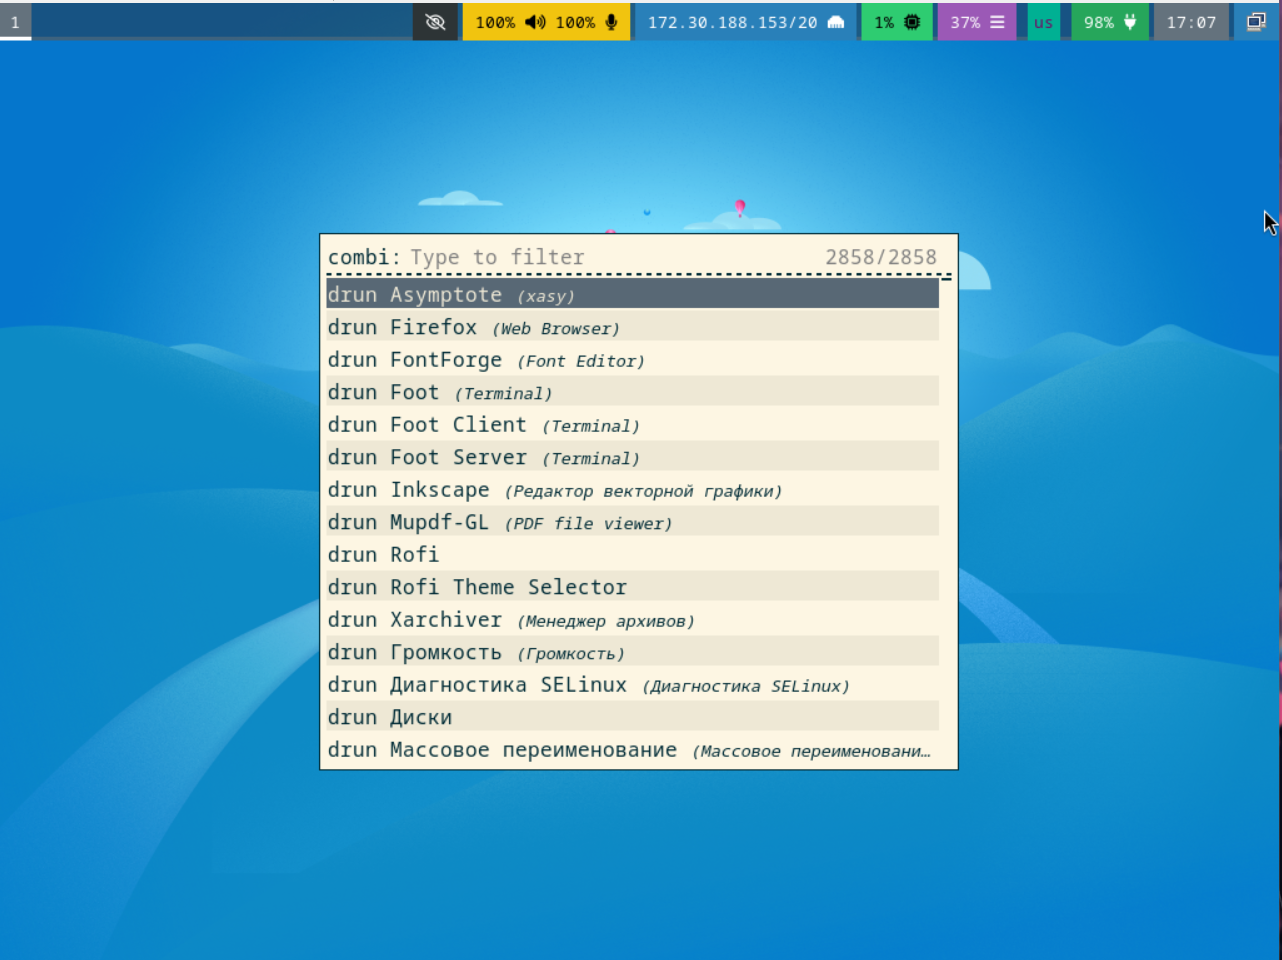 1 100% 100% 172.30.188.153/20 1% 37% us 98% 17:07
combi: Type to filter 2858/2858
drun Asymptote (xasy)
drun Firefox (Web Browser)
drun FontForge (Font Editor)
drun Foot (Terminal)
drun Foot Client (Terminal)
drun Foot Server (Terminal)
drun Inkscape (Редактор векторной графики)
drun Mupdf-GL (PDF file viewer)
drun Rofi
drun Rofi Theme Selector
drun Xarchiver (Менеджер архивов)
drun Громкость (Громкость)
drun Диагностика SELinux (Диагностика SELinux)
drun Диски
drun Массовое переименование (Массовое переименовани…